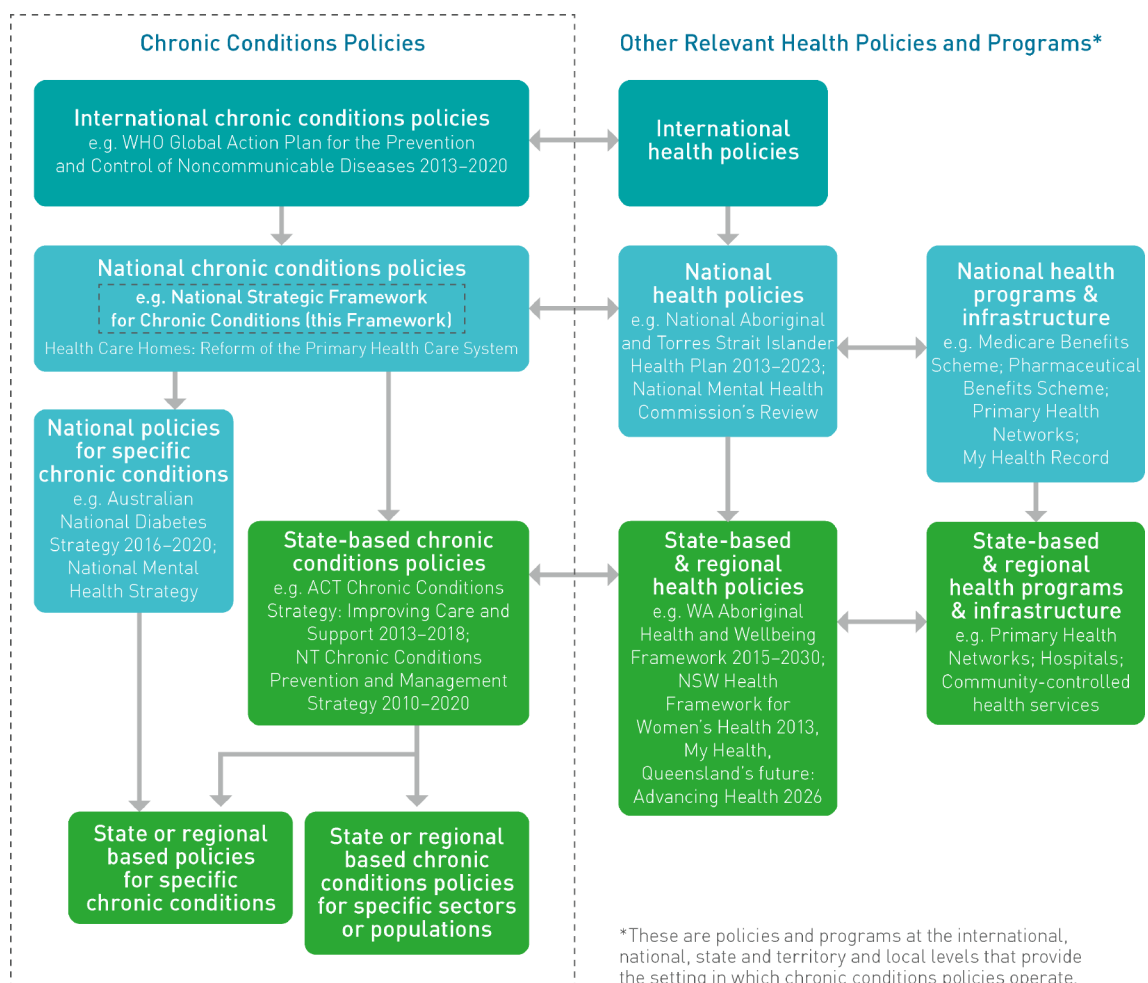 Chronic Conditions Policies
Other Relevant Health Policies and Programs*
International chronic conditions policies
e.g. WHO Global Action Plan for the Prevention
and Control of Noncommunicable Diseases 2013–2020
International
health policies
National chronic conditions policies
e.g. National Strategic Framework
for Chronic Conditions (this Framework)
Health Care Homes: Reform of the Primary Health Care System
National
health policies
e.g. National Aboriginal
and Torres Strait Islander
Health Plan 2013–2023;
National Mental Health
Commission's Review
National health
programs &
infrastructure
e.g. Medicare Benefits
Scheme; Pharmaceutical
Benefits Scheme;
Primary Health
Networks;
My Health Record
National policies
for specific
chronic conditions
e.g. Australian
National Diabetes
Strategy 2016–2020;
National Mental
Health Strategy
State-based chronic
conditions policies
e.g. ACT Chronic Conditions
Strategy: Improving Care and
Support 2013–2018;
NT Chronic Conditions
Prevention and Management
Strategy 2010–2020
State-based
& regional
health policies
e.g. WA Aboriginal
Health and Wellbeing
Framework 2015–2030;
NSW Health
Framework for
Women's Health 2013,
My Health,
Queensland's future:
Advancing Health 2026
State-based
& regional
health programs
& infrastructure
e.g. Primary Health
Networks; Hospitals;
Community-controlled
health services
State or regional
based policies
for specific
chronic conditions
State or regional
based chronic
conditions policies
for specific sectors
or populations
*These are policies and programs at the international,
national, state and territory and local levels that provide
the setting in which chronic conditions policies operate.